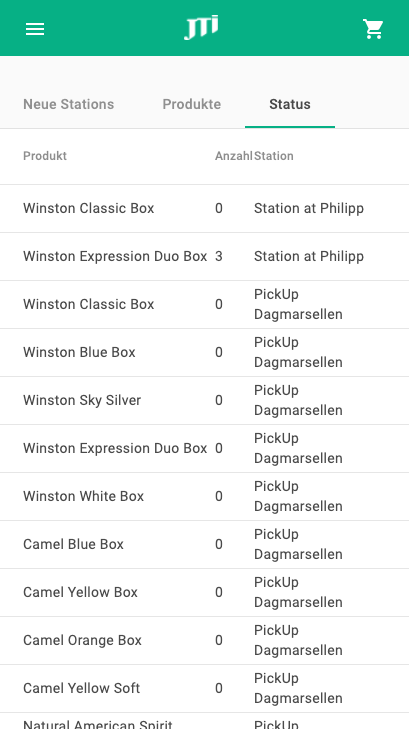 JTi
Neue Stations Produkte Status
Produkt Anzahl Station
Winston Classic Box 0 Station at Philipp
Winston Expression Duo Box 3 Station at Philipp
Winston Classic Box 0 PickUp
Dagmarsellen
Winston Blue Box 0 PickUp
Dagmarsellen
Winston Sky Silver 0 PickUp
Dagmarsellen
Winston Expression Duo Box 0 PickUp
Dagmarsellen
Winston White Box 0 PickUp
Dagmarsellen
Camel Blue Box 0 PickUp
Dagmarsellen
Camel Yellow Box 0 PickUp
Dagmarsellen
Camel Orange Box 0 PickUp
Dagmarsellen
Camel Yellow Soft 0 PickUp
Dagmarsellen
Natural American Spirit PickUp